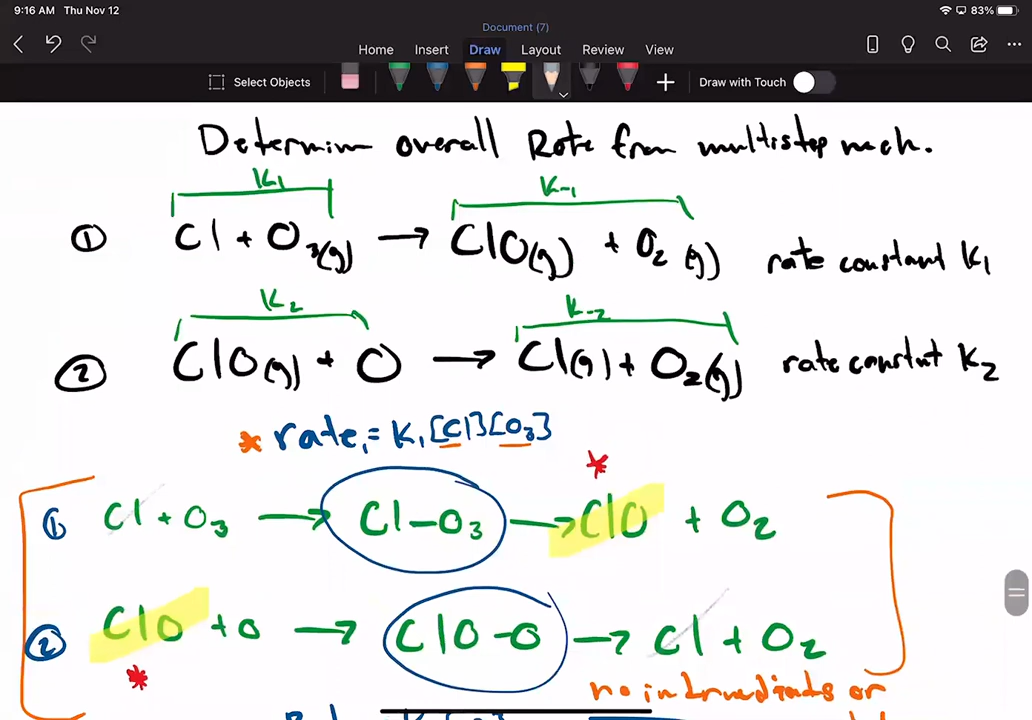 9:16 AM Thu Nov 12
83%
Document (7)
Home Insert Draw Layout Review View
Select Objects
Draw with Touch
Determin overall Rate from multistep mech.
K₁ K₋₁
① Cl + O₃(g) → ClO(g) + O₂(g) rate constant K₁
K₂ K₋₂
② ClO(g) + O → Cl(g) + O₂(g) rate constant K₂
* rate₁ = K₁[Cl][O₃]
*
① Cl + O₃ → Cl–O₃ → ClO + O₂
② ClO + O → ClO–O → Cl + O₂
*
no intermediates or